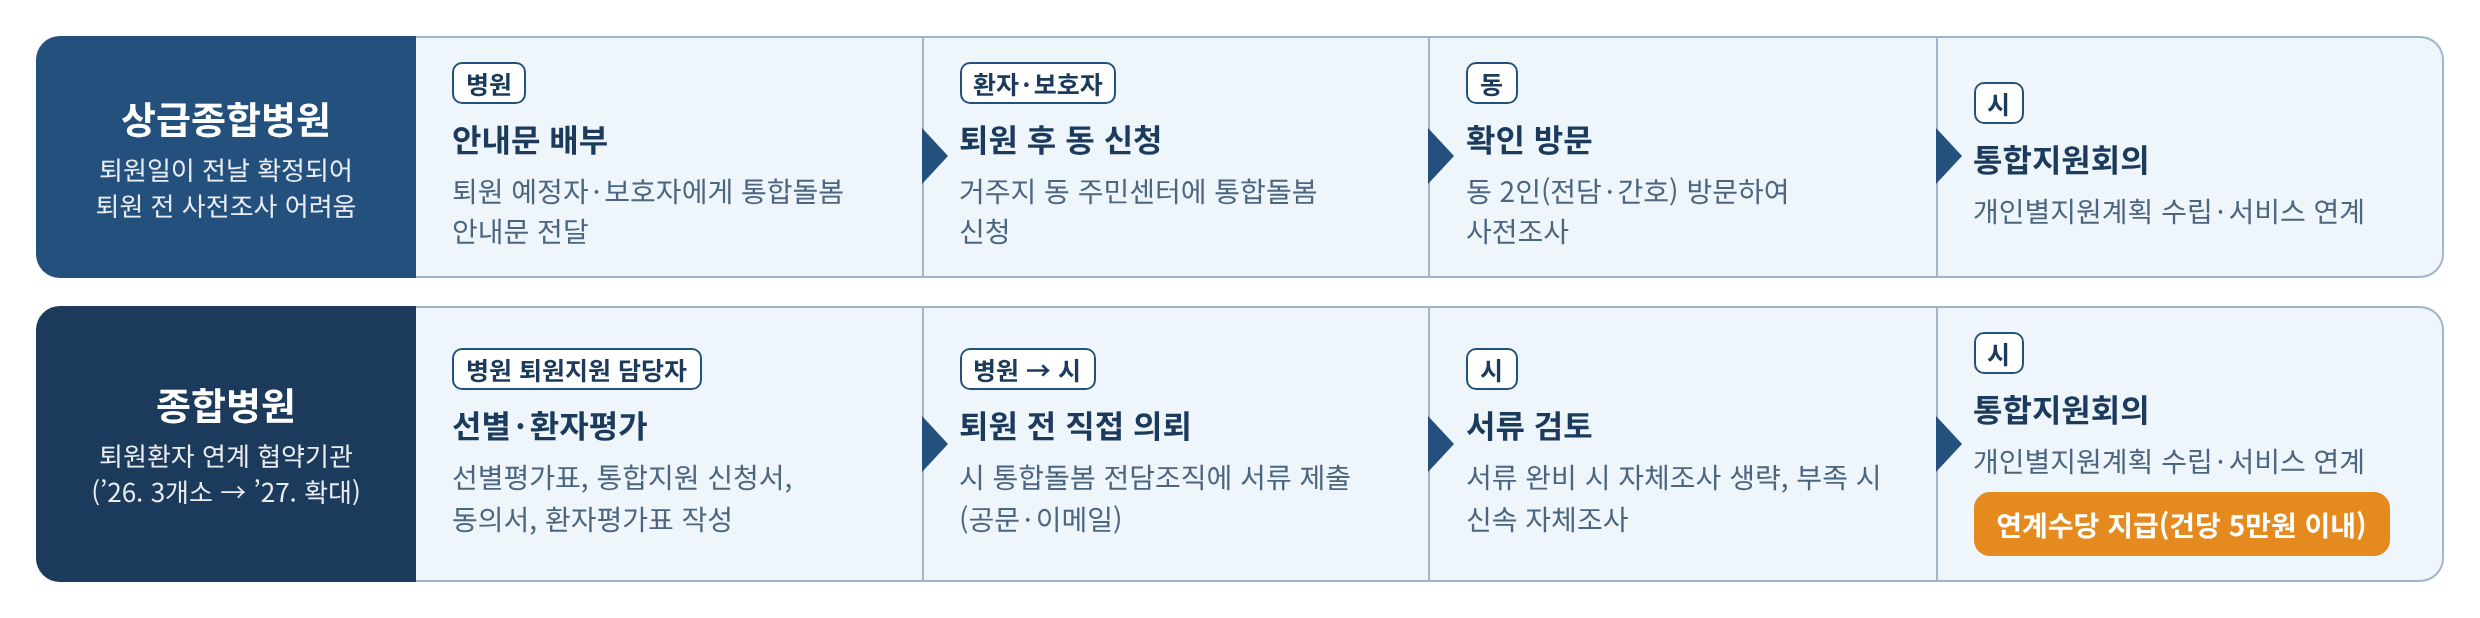 상급종합병원
퇴원일이 전날 확정되어
퇴원 전 사전조사 어려움
병원
안내문 배부
퇴원 예정자·보호자에게 통합돌봄
안내문 전달
환자·보호자
퇴원 후 동 신청
거주지 동 주민센터에 통합돌봄
신청
동
확인 방문
동 2인(전담·간호) 방문하여
사전조사
시
통합지원회의
개인별지원계획 수립·서비스 연계
종합병원
퇴원환자 연계 협약기관
(’26. 3개소 → ’27. 확대)
병원 퇴원지원 담당자
선별·환자평가
선별평가표, 통합지원 신청서,
동의서, 환자평가표 작성
병원 → 시
퇴원 전 직접 의뢰
시 통합돌봄 전담조직에 서류 제출
(공문·이메일)
시
서류 검토
서류 완비 시 자체조사 생략, 부족 시
신속 자체조사
시
통합지원회의
개인별지원계획 수립·서비스 연계
연계수당 지급(건당 5만원 이내)